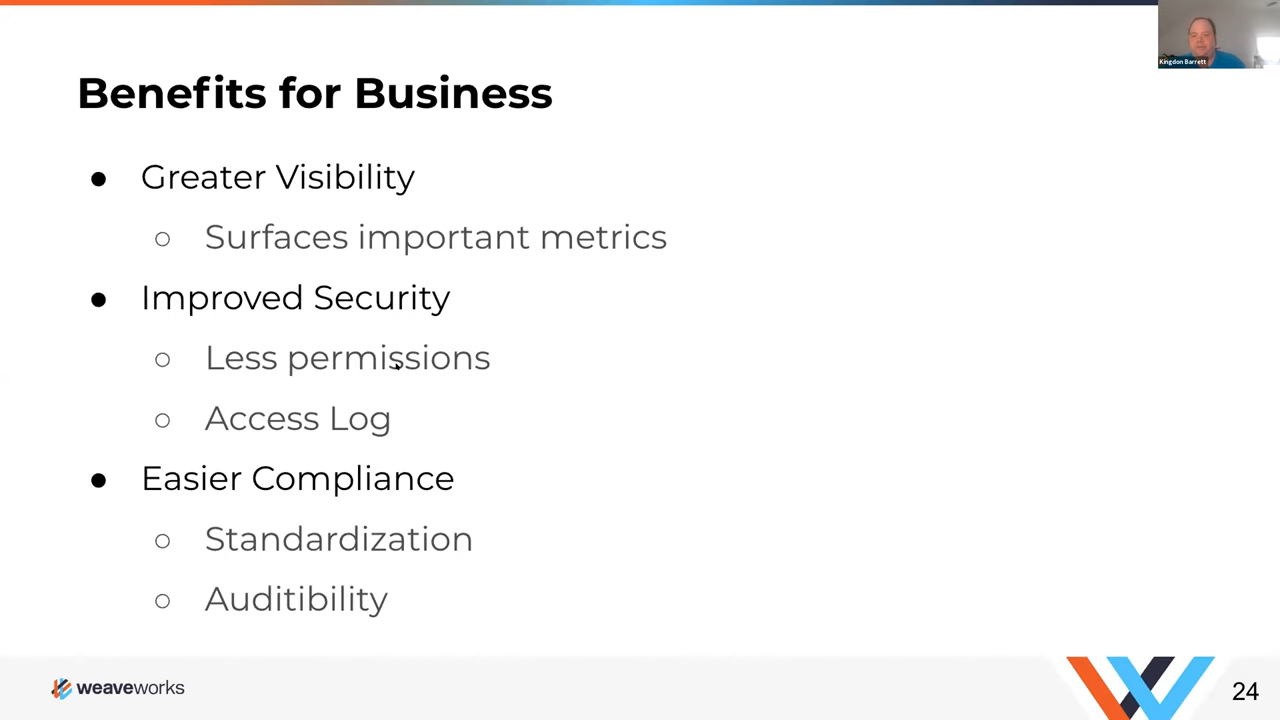 Kingdon Barrett
Benefits for Business
● Greater Visibility
○ Surfaces important metrics
● Improved Security
○ Less permissions
○ Access Log
● Easier Compliance
○ Standardization
○ Auditibility
weaveworks
24